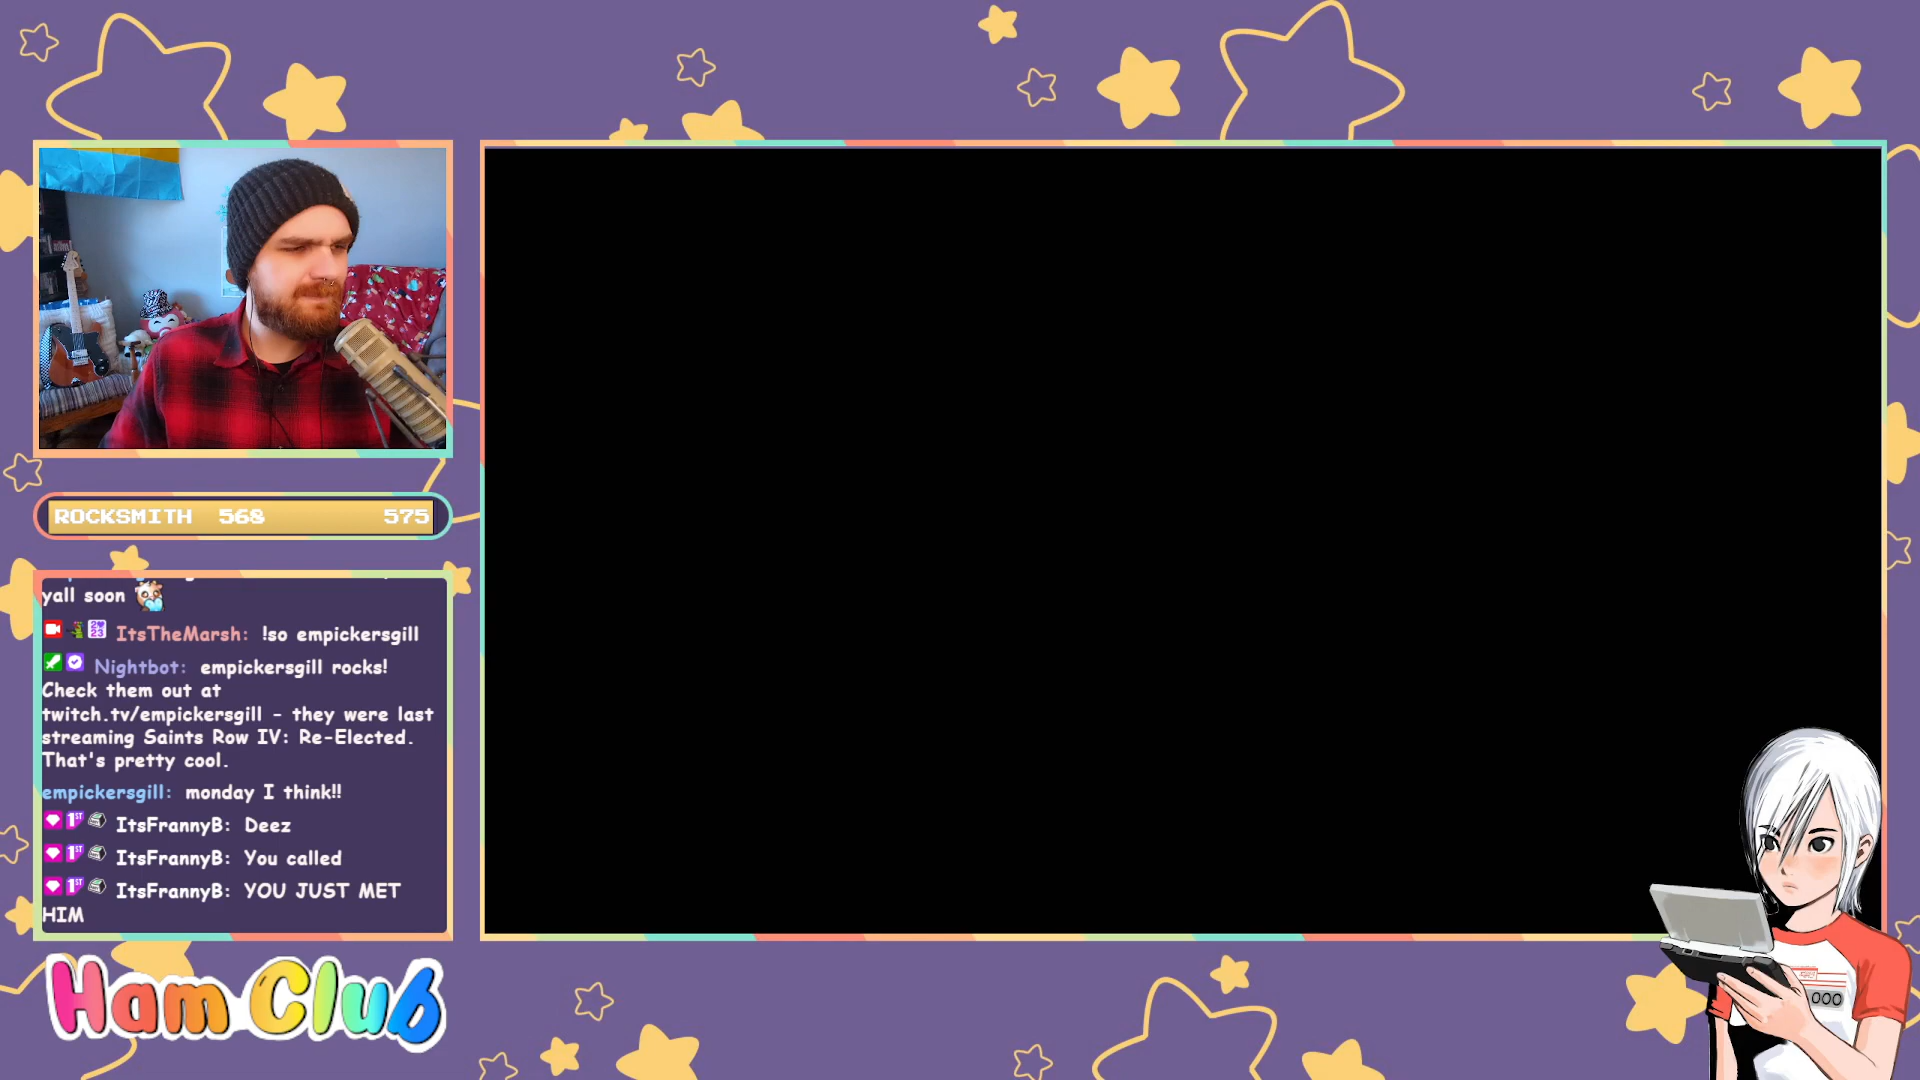 ROCKSMITH 568 575
yall soon
ItsTheMarsh: !so empickersgill
Nightbot: empickersgill rocks!
Check them out at
twitch.tv/empickersgill - they were last
streaming Saints Row IV: Re-Elected.
That's pretty cool.
empickersgill: monday I think!!
ItsFrannyB: Deez
ItsFrannyB: You called
ItsFrannyB: YOU JUST MET
HIM
Ham Club